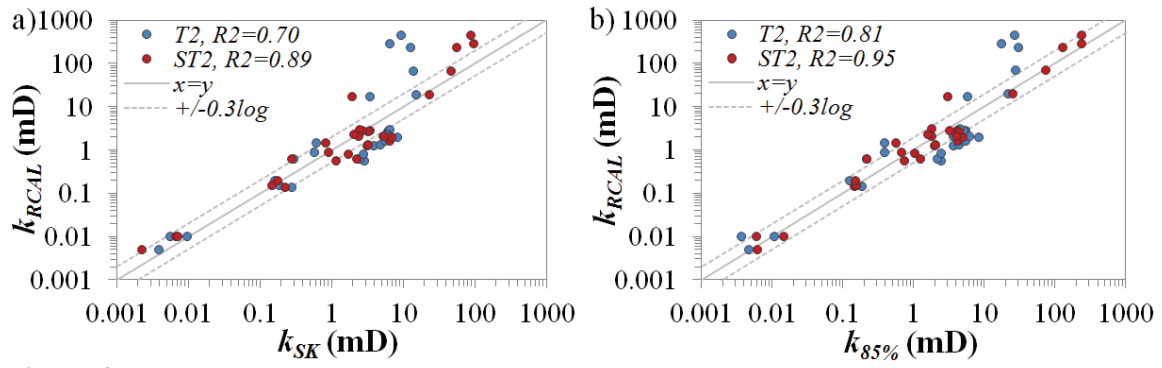 a)
1000
100
10
1
0.1
0.01
0.001
k_RCAL (mD)
T2, R2=0.70
ST2, R2=0.89
x=y
+/-0.3log
0.001 0.01 0.1 1 10 100 1000
k_SK (mD)
b)
1000
100
10
1
0.1
0.01
0.001
k_RCAL (mD)
T2, R2=0.81
ST2, R2=0.95
x=y
+/-0.3log
0.001 0.01 0.1 1 10 100 1000
k_85% (mD)